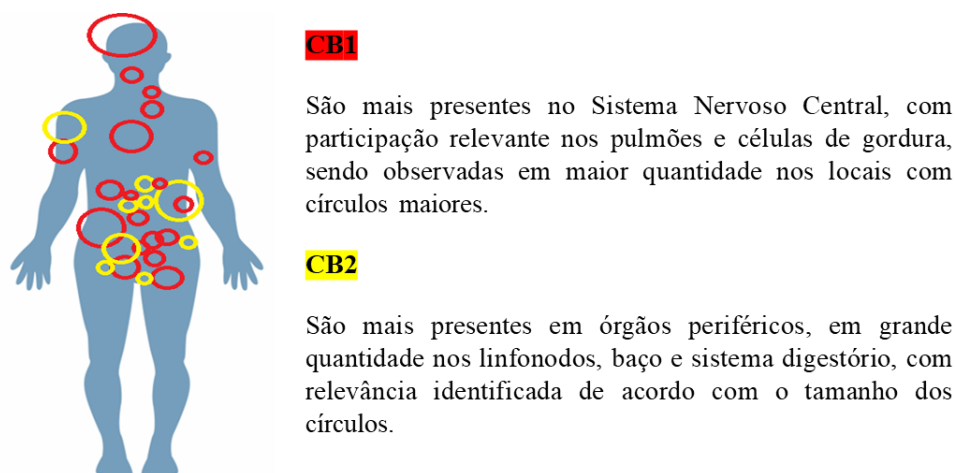 CB1
São mais presentes no Sistema Nervoso Central, com
participação relevante nos pulmões e células de gordura,
sendo observadas em maior quantidade nos locais com
círculos maiores.
CB2
São mais presentes em órgãos periféricos, em grande
quantidade nos linfonodos, baço e sistema digestório, com
relevância identificada de acordo com o tamanho dos
círculos.